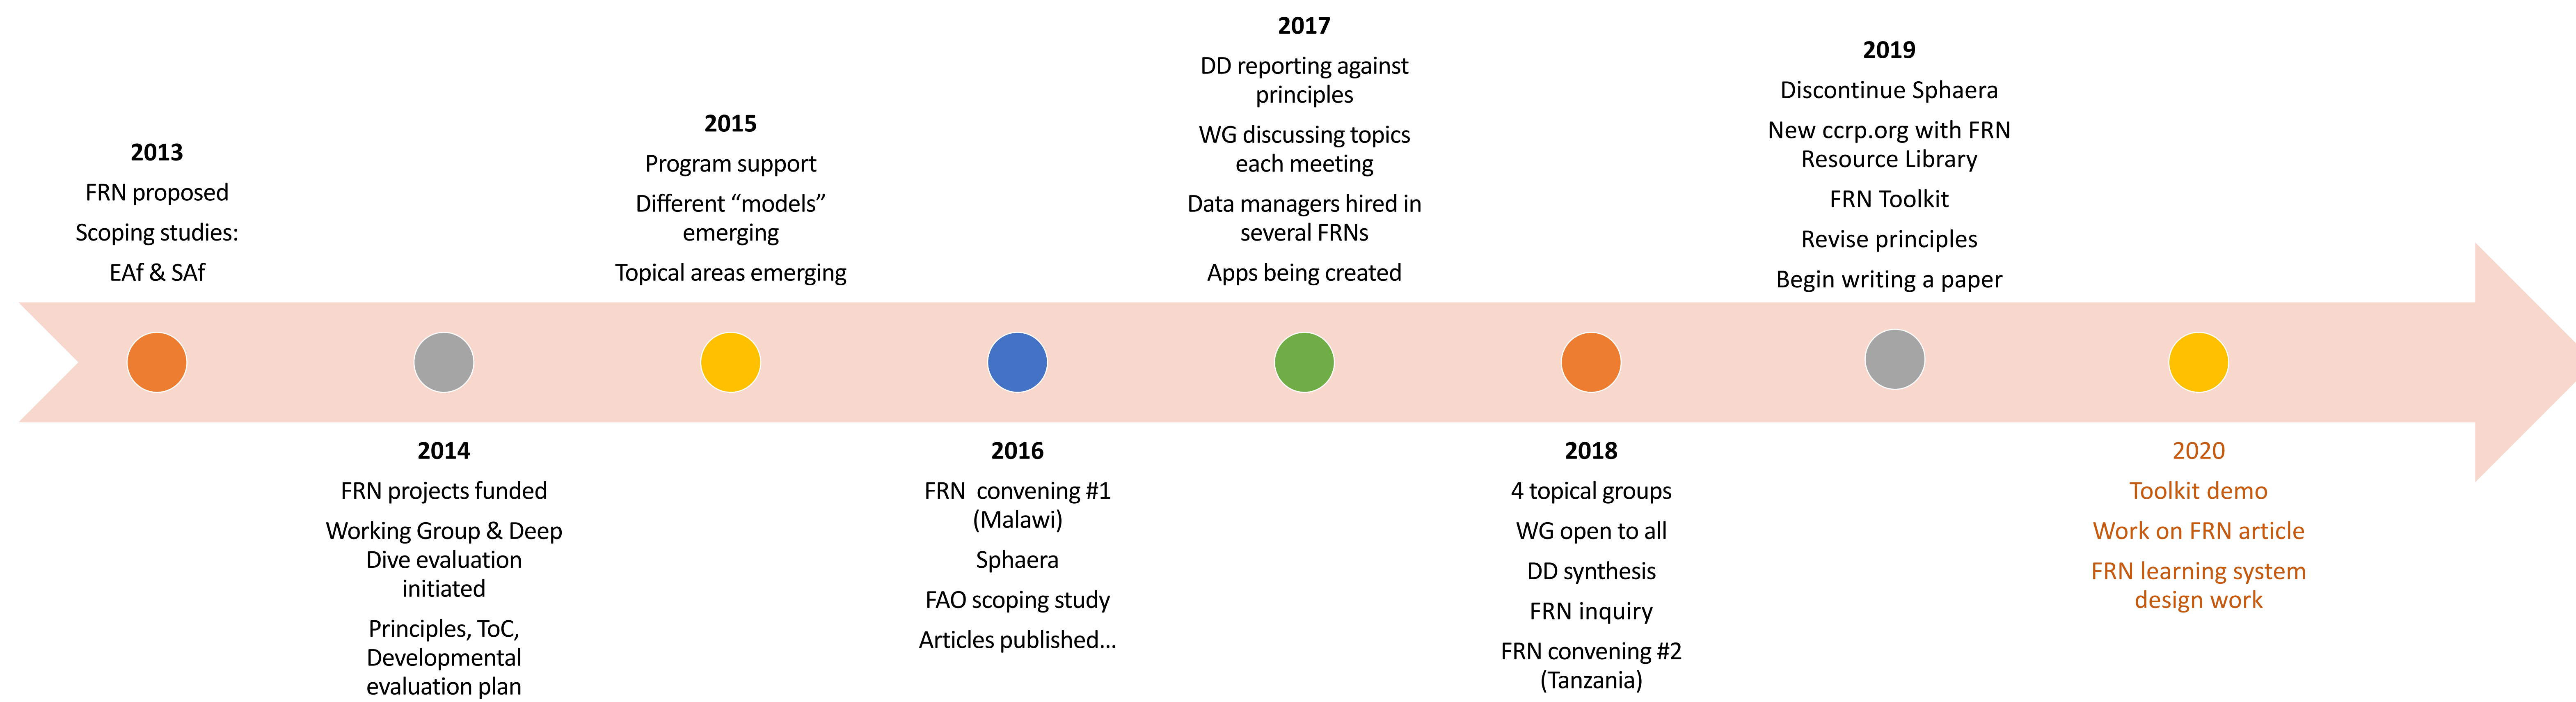 2013
FRN proposed
Scoping studies:
EAf & SAf
2014
FRN projects funded
Working Group & Deep
Dive evaluation
initiated
Principles, ToC,
Developmental
evaluation plan
2015
Program support
Different “models”
emerging
Topical areas emerging
2016
FRN  convening #1
(Malawi)
Sphaera
FAO scoping study
Articles published…
2017
DD reporting against
principles
WG discussing topics
each meeting
Data managers hired in
several FRNs
Apps being created
2018
4 topical groups
WG open to all
DD synthesis
FRN inquiry
FRN convening #2
(Tanzania)
2019
Discontinue Sphaera
New ccrp.org with FRN
Resource Library
FRN Toolkit
Revise principles
Begin writing a paper
2020
Toolkit demo
Work on FRN article
FRN learning system
design work